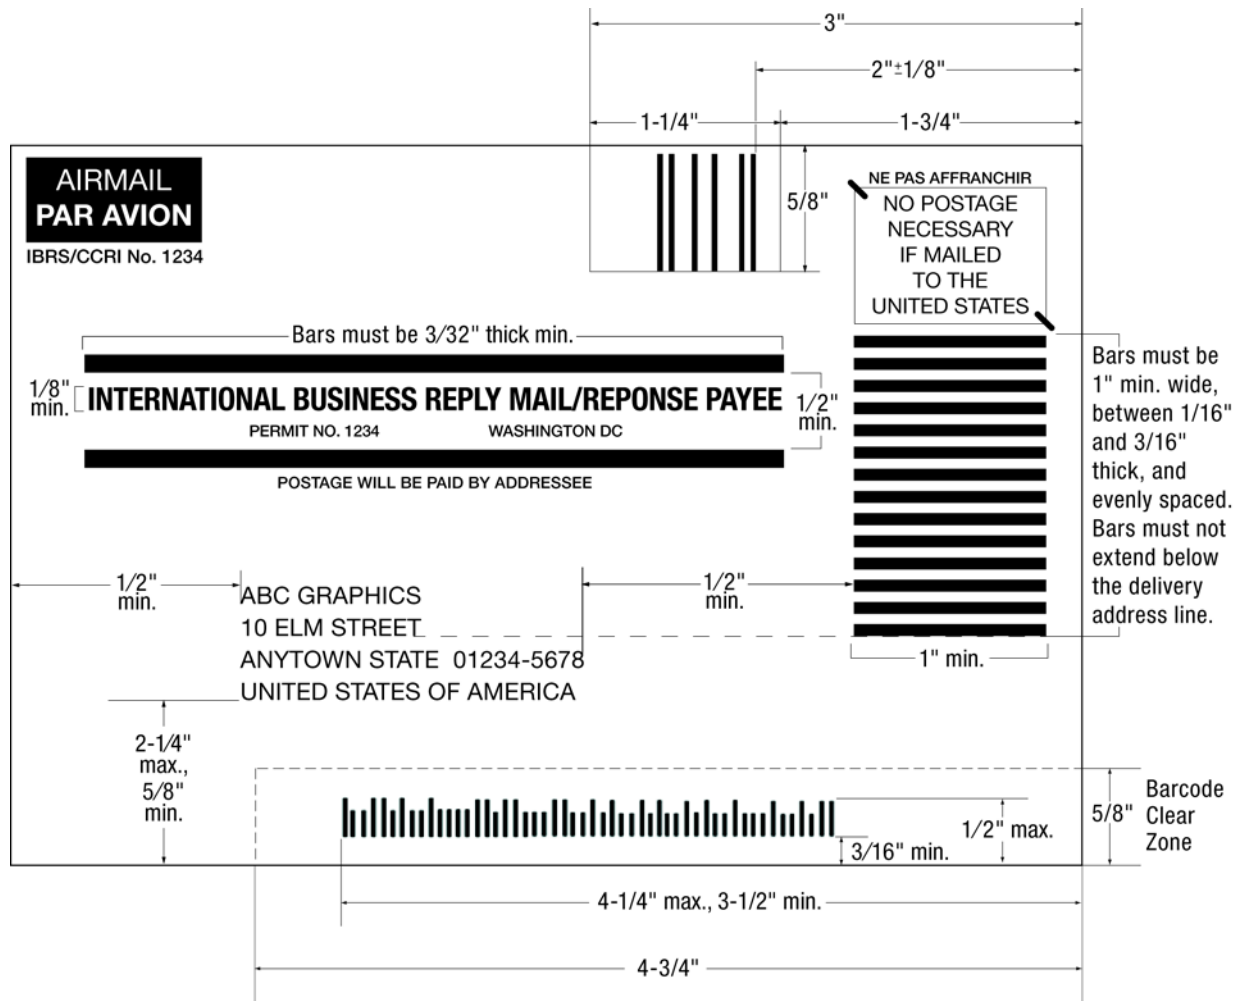 3"
2"±1/8"
1-1/4"
1-3/4"
AIRMAIL
PAR AVION
IBRS/CCRI No. 1234
5/8"
NE PAS AFFRANCHIR
NO POSTAGE
NECESSARY
IF MAILED
TO THE
UNITED STATES
Bars must be 3/32" thick min.
1/8"
min.
INTERNATIONAL BUSINESS REPLY MAIL/REPONSE PAYEE
PERMIT NO. 1234 WASHINGTON DC
1/2"
min.
POSTAGE WILL BE PAID BY ADDRESSEE
Bars must be
1" min. wide,
between 1/16"
and 3/16"
thick, and
evenly spaced.
Bars must not
extend below
the delivery
address line.
1/2"
min.
ABC GRAPHICS
10 ELM STREET
ANYTOWN STATE 01234-5678
UNITED STATES OF AMERICA
1/2"
min.
1" min.
2-1/4"
max.,
5/8"
min.
1/2" max.
3/16" min.
5/8"
Barcode
Clear
Zone
4-1/4" max., 3-1/2" min.
4-3/4"